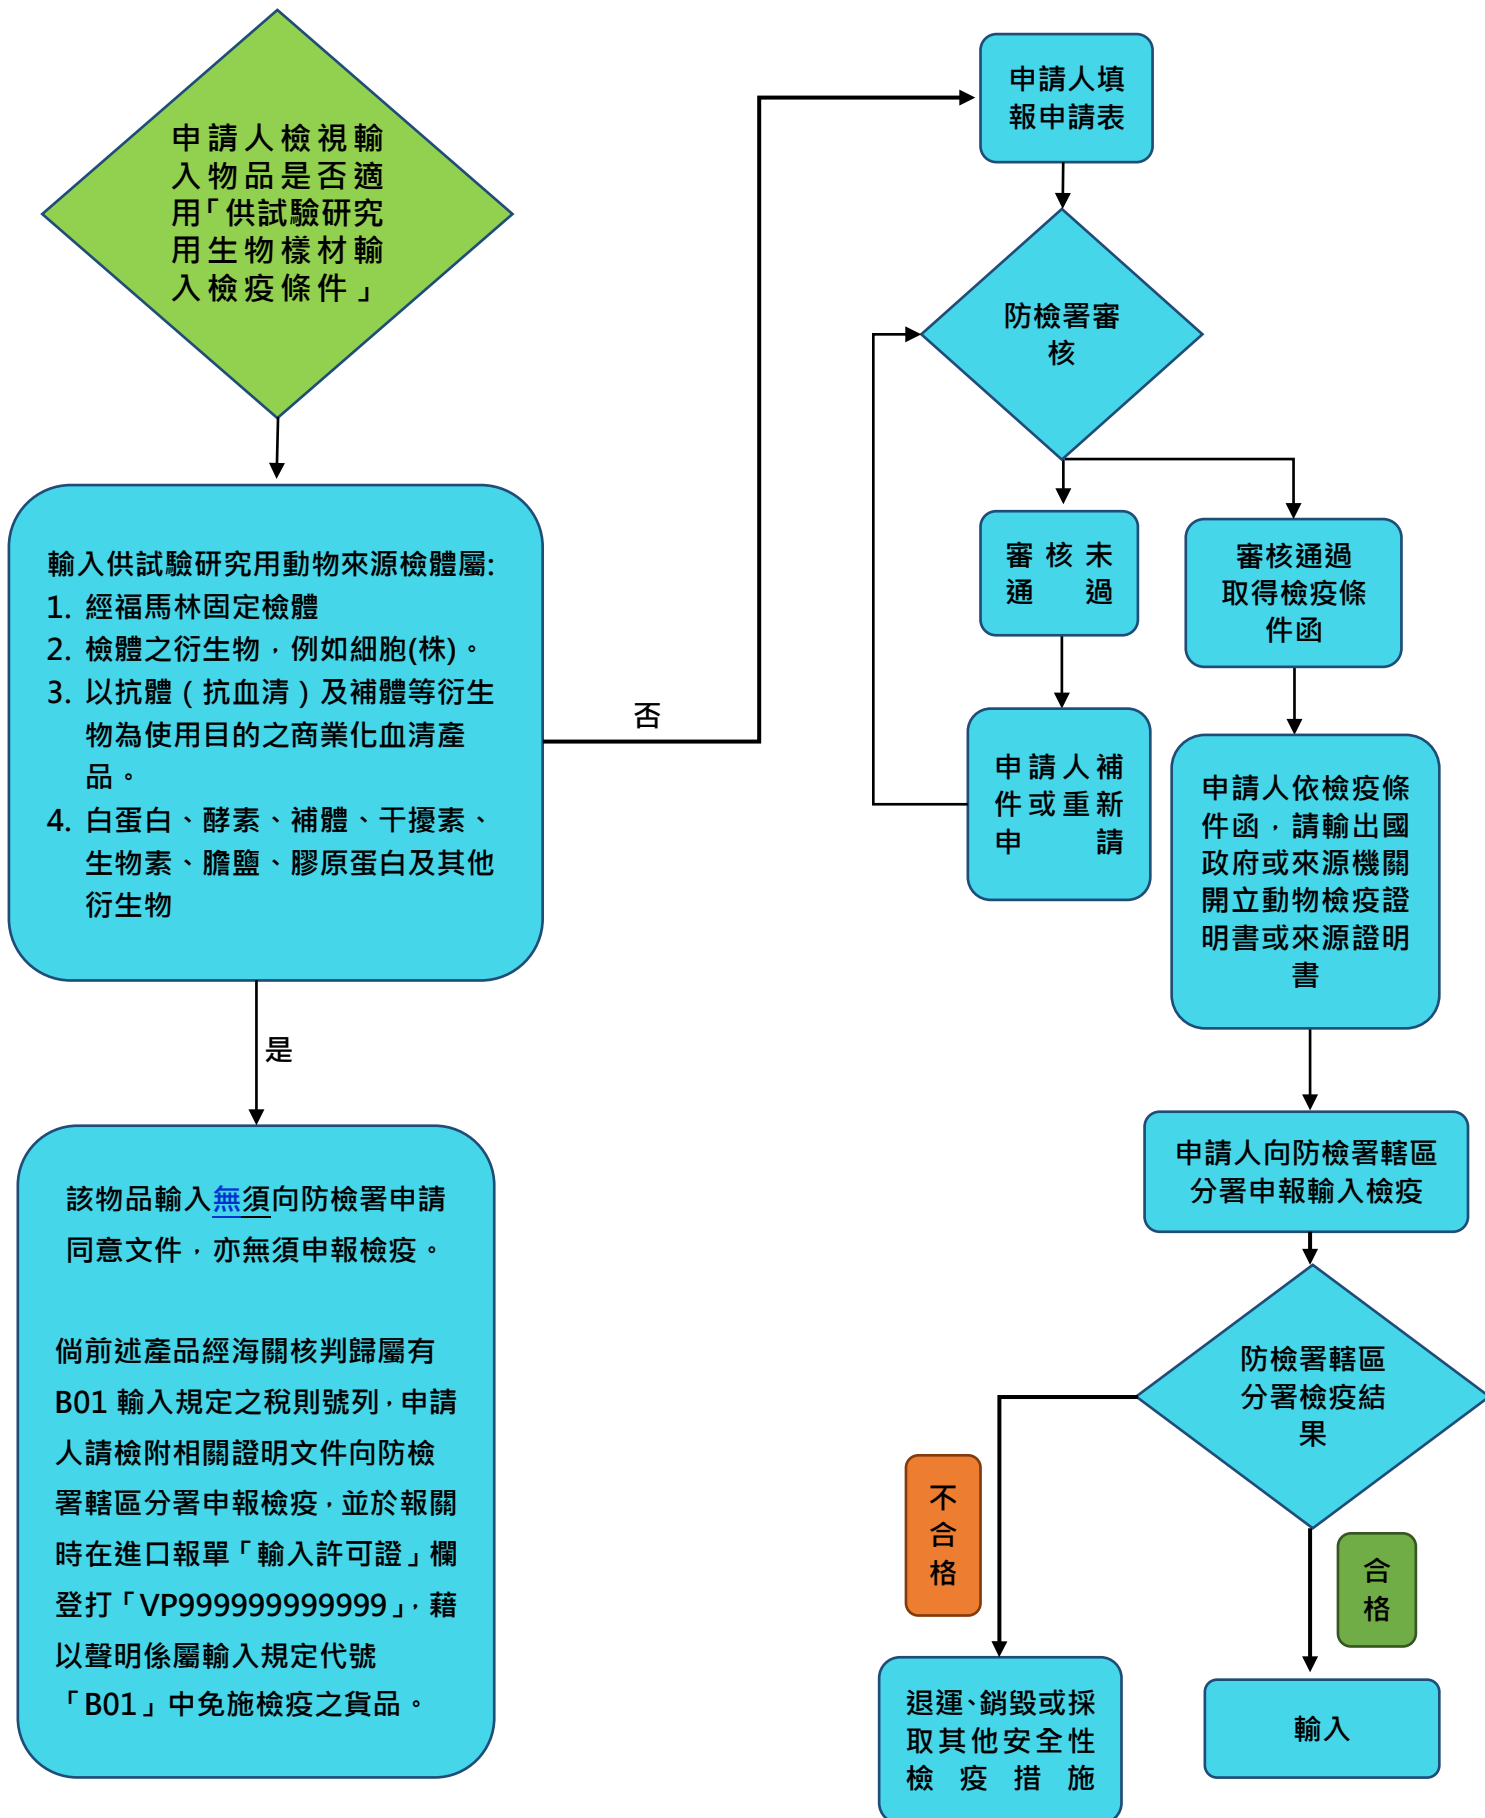 申請人檢視輸
入物品是否適
用「供試驗研究
用生物樣材輸
入檢疫條件」
輸入供試驗研究用動物來源檢體屬:
1. 經福馬林固定檢體
2. 檢體之衍生物，例如細胞(株)。
3. 以抗體（抗血清）及補體等衍生
物為使用目的之商業化血清產
品。
4. 白蛋白、酵素、補體、干擾素、
生物素、膽鹽、膠原蛋白及其他
衍生物
否
是
該物品輸入無須向防檢署申請
同意文件，亦無須申報檢疫。
倘前述產品經海關核判歸屬有
B01 輸入規定之稅則號列，申請
人請檢附相關證明文件向防檢
署轄區分署申報檢疫，並於報關
時在進口報單「輸入許可證」欄
登打「VP999999999999」，藉
以聲明係屬輸入規定代號
「B01」中免施檢疫之貨品。
申請人填
報申請表
防檢署審
核
審核未
通過
申請人補
件或重新
申請
審核通過
取得檢疫條
件函
申請人依檢疫條
件函，請輸出國
政府或來源機關
開立動物檢疫證
明書或來源證明
書
申請人向防檢署轄區
分署申報輸入檢疫
防檢署轄區
分署檢疫結
果
不
合
格
合
格
退運、銷毀或採
取其他安全性
檢疫措施
輸入